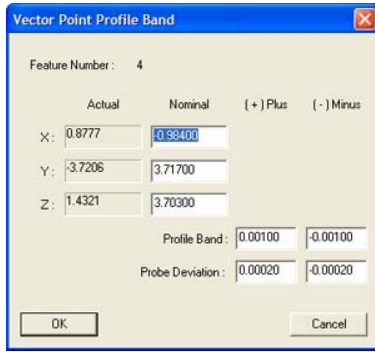 Vector Point Profile Band
Feature Number : 4
Actual Nominal (+) Plus (-) Minus
X: 0.8777 -0.98400
Y: -3.7206 3.71700
Z: 1.4321 3.70300
Profile Band : 0.00100 -0.00100
Probe Deviation : 0.00020 -0.00020
OK Cancel